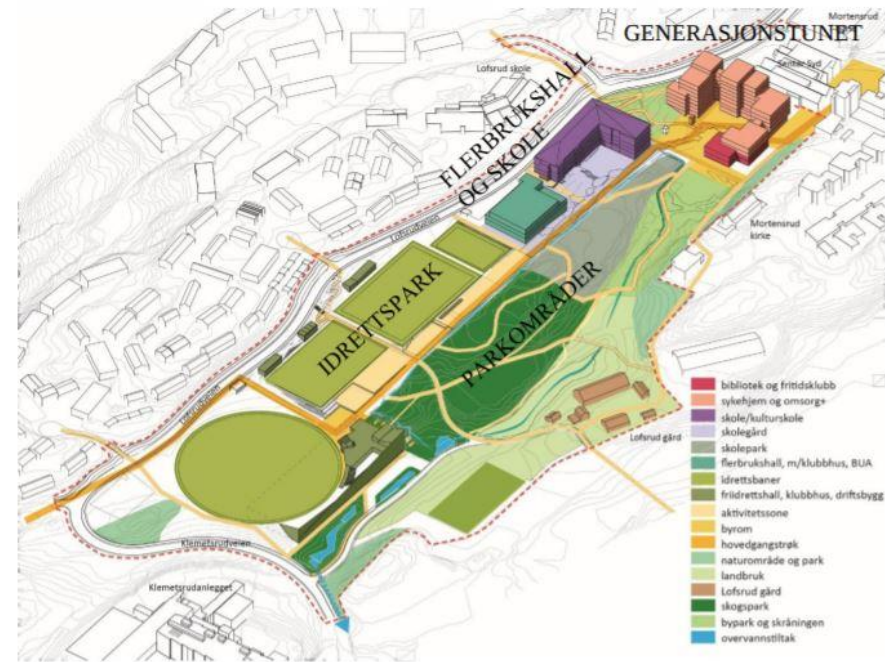 GENERASJONSTUNET
Mortensrud
Senter Syd
Lofsrud skole
FLERBRUKSHALL
OG SKOLE
Lofsrudveien
Mortensrud
kirke
IDRETTSPARK
PARKOMRÅDER
Lofsrudveien
Lofsrud gård
Klemetsrudveien
Klemetsrudanlegget
bibliotek og fritidsklubb
sykehjem og omsorg+
skole/kulturskole
skolegård
skolepark
flerbrukshall, m/klubbhus, BUA
idrettsbaner
friidrettshall, klubbhus, driftsbygg
aktivitetssone
byrom
hovedgangstrøk
naturområde og park
landbruk
Lofsrud gård
skogspark
bypark og skråningen
overvannstiltak